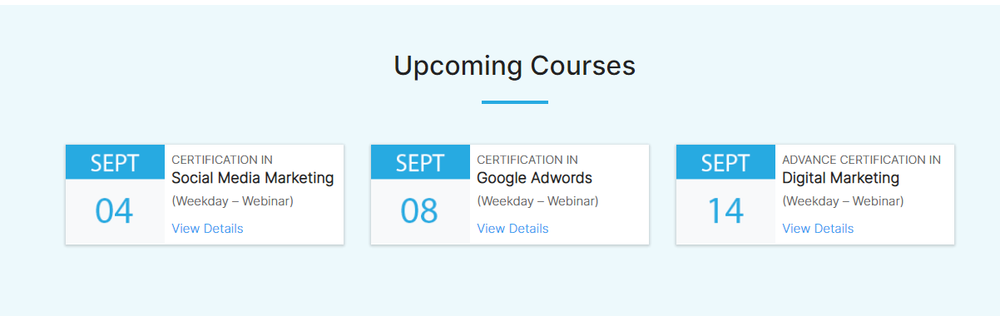 Upcoming Courses
SEPT
04
CERTIFICATION IN
Social Media Marketing
(Weekday – Webinar)
View Details
SEPT
08
CERTIFICATION IN
Google Adwords
(Weekday – Webinar)
View Details
SEPT
14
ADVANCE CERTIFICATION IN
Digital Marketing
(Weekday – Webinar)
View Details